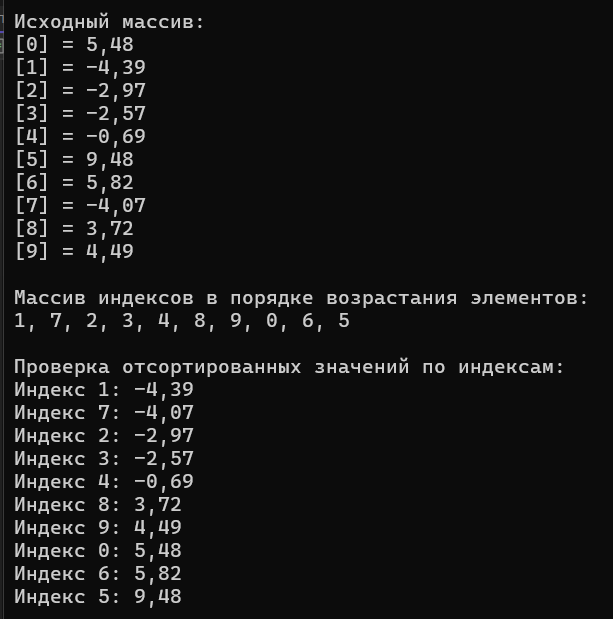 Исходный массив:
[0] = 5,48
[1] = -4,39
[2] = -2,97
[3] = -2,57
[4] = -0,69
[5] = 9,48
[6] = 5,82
[7] = -4,07
[8] = 3,72
[9] = 4,49
Массив индексов в порядке возрастания элементов:
1, 7, 2, 3, 4, 8, 9, 0, 6, 5
Проверка отсортированных значений по индексам:
Индекс 1: -4,39
Индекс 7: -4,07
Индекс 2: -2,97
Индекс 3: -2,57
Индекс 4: -0,69
Индекс 8: 3,72
Индекс 9: 4,49
Индекс 0: 5,48
Индекс 6: 5,82
Индекс 5: 9,48